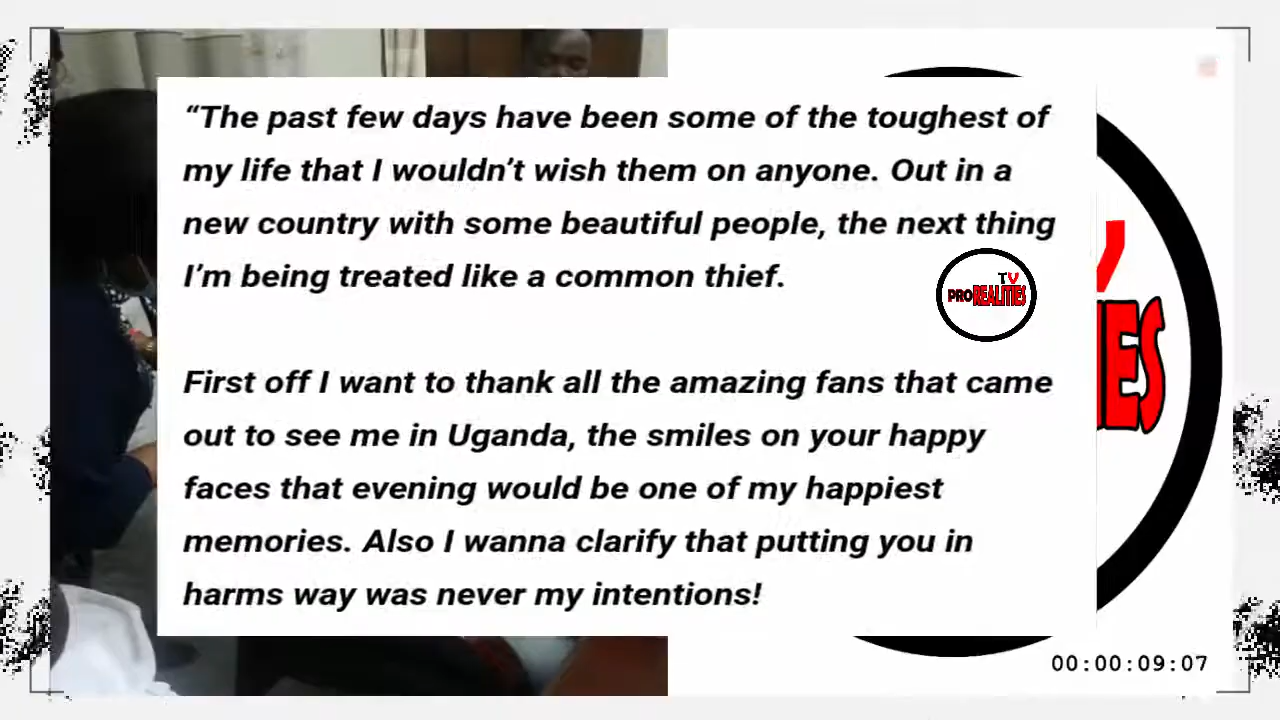 “The past few days have been some of the toughest of
my life that I wouldn’t wish them on anyone. Out in a
new country with some beautiful people, the next thing
I’m being treated like a common thief.
TV
PROREALITIES
First off I want to thank all the amazing fans that came
out to see me in Uganda, the smiles on your happy
faces that evening would be one of my happiest
memories. Also I wanna clarify that putting you in
harms way was never my intentions!
00:00:09:07